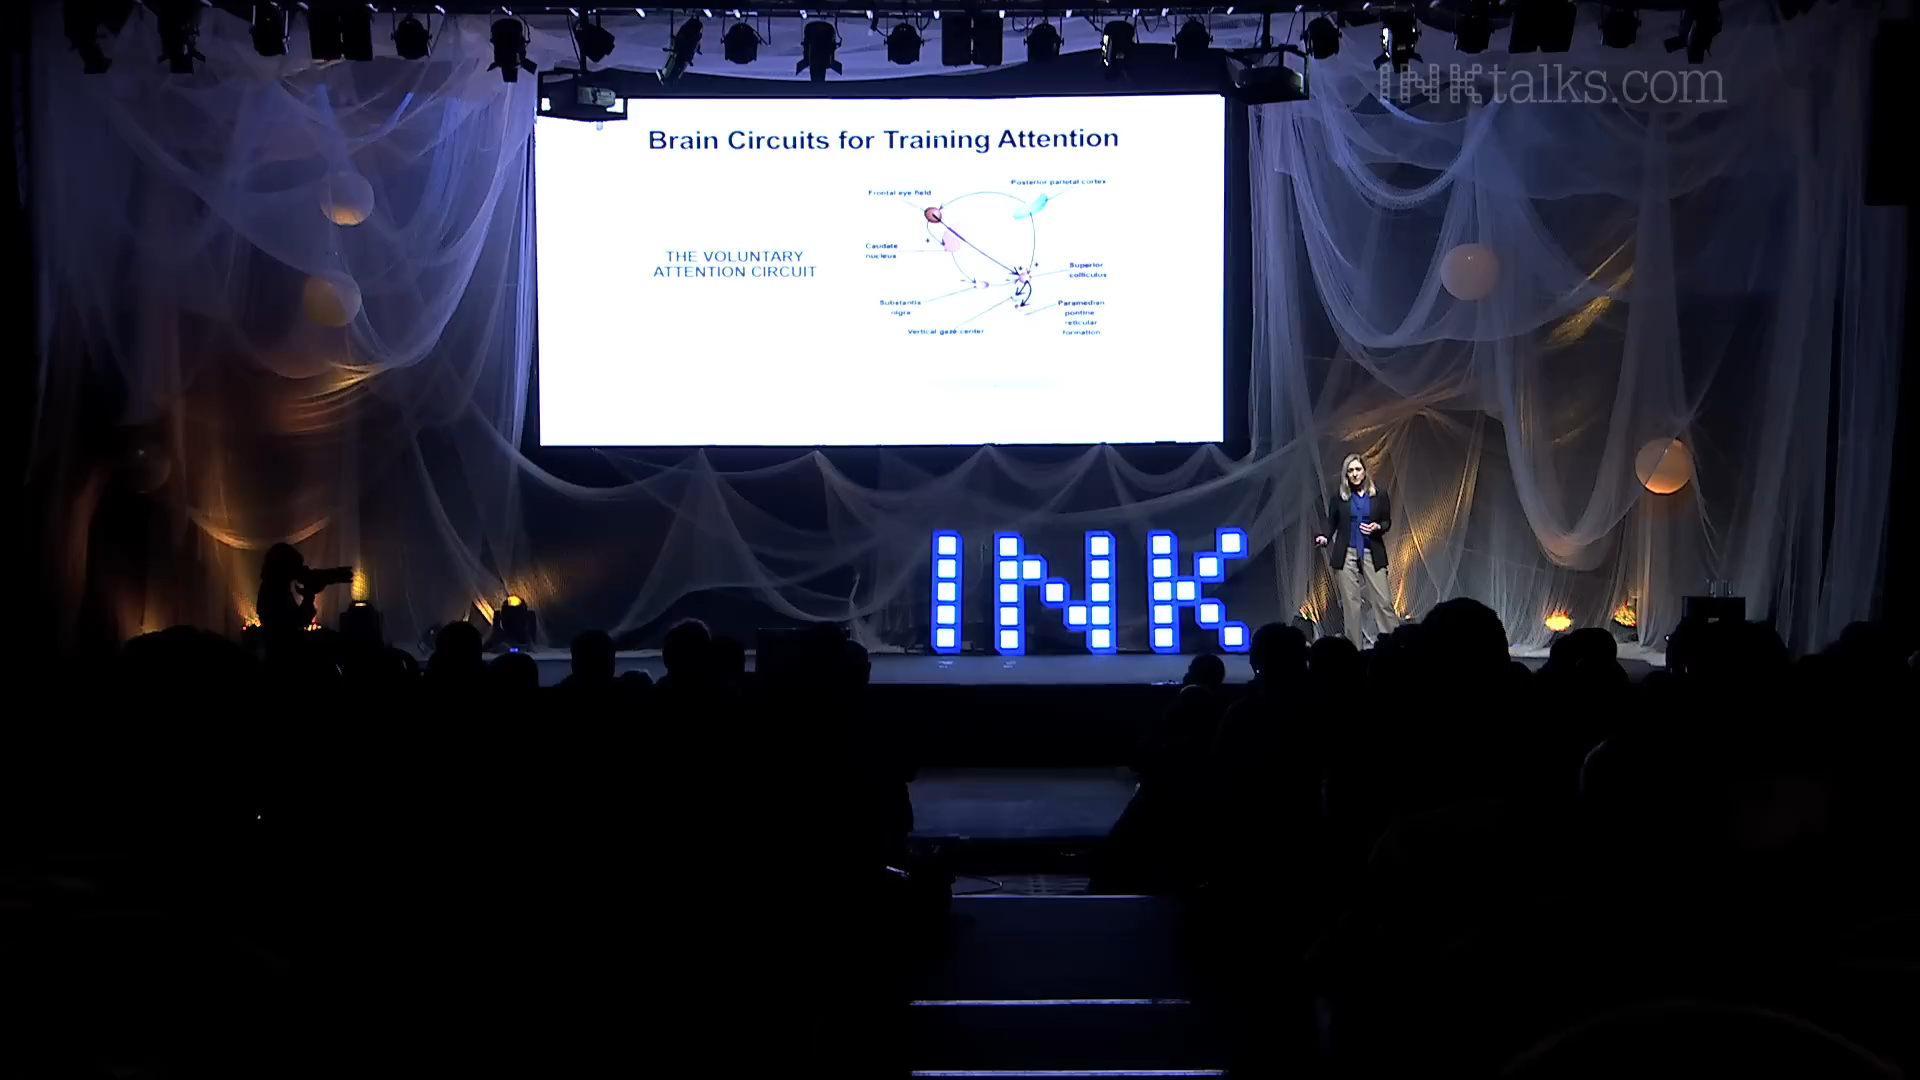 INKtalks.com
Brain Circuits for Training Attention
Posterior parietal cortex
Frontal eye field
THE VOLUNTARY
ATTENTION CIRCUIT
Caudate
nucleus
Superior
colliculus
Substantia
nigra
Paramedian
pontine
reticular
formation
Vertical gaze center
INK